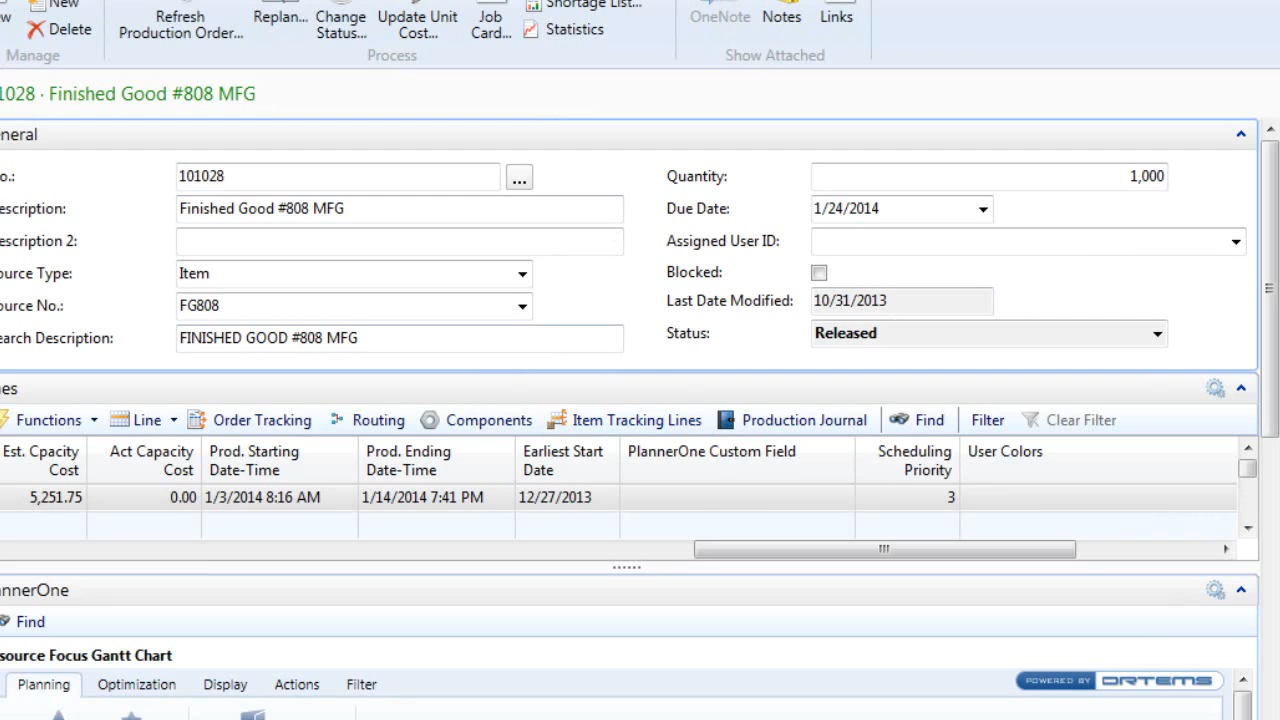 New
Delete
Refresh
Production Order...
Replan...
Change
Status...
Update Unit
Cost...
Job
Card...
Shortage List...
Statistics
OneNote
Notes
Links
Manage
Process
Show Attached
1028 · Finished Good #808 MFG
neral
o.:
101028
...
Quantity:
1,000
escription:
Finished Good #808 MFG
Due Date:
1/24/2014
escription 2:
Assigned User ID:
ource Type:
Item
Blocked:
ource No.:
FG808
Last Date Modified:
10/31/2013
earch Description:
FINISHED GOOD #808 MFG
Status:
Released
es
Functions
Line
Order Tracking
Routing
Components
Item Tracking Lines
Production Journal
Find
Filter
Clear Filter
Est. Cpacity
Cost
Act Capacity
Cost
Prod. Starting
Date-Time
Prod. Ending
Date-Time
Earliest Start
Date
PlannerOne Custom Field
Scheduling
Priority
User Colors
5,251.75
0.00
1/3/2014 8:16 AM
1/14/2014 7:41 PM
12/27/2013
3
nnerOne
Find
source Focus Gantt Chart
Planning
Optimization
Display
Actions
Filter
POWERED BY ORTEMS